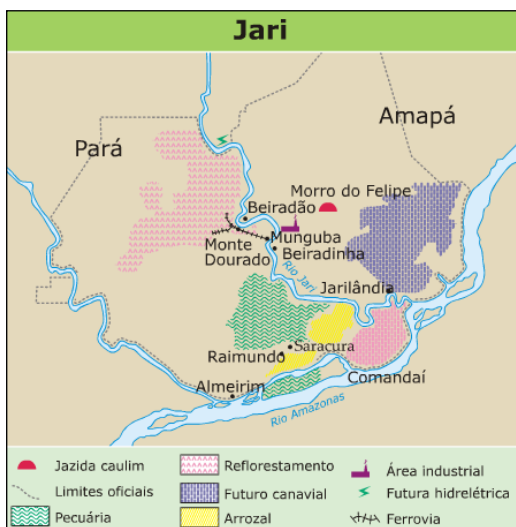 Jari
Pará
Amapá
Morro do Felipe
Beiradão
Monte
Dourado
Munguba
Beiradinha
Rio Jari
Jarilândia
Saracura
Raimundo
Almeirim
Comandaí
Rio Amazonas
Jazida caulim
Reflorestamento
Área industrial
Limites oficiais
Futuro canavial
Futura hidrelétrica
Pecuária
Arrozal
Ferrovia